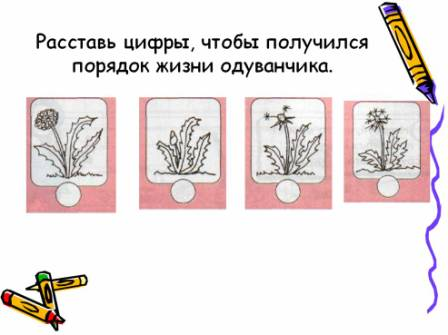 Расставь цифры, чтобы получился
порядок жизни одуванчика.